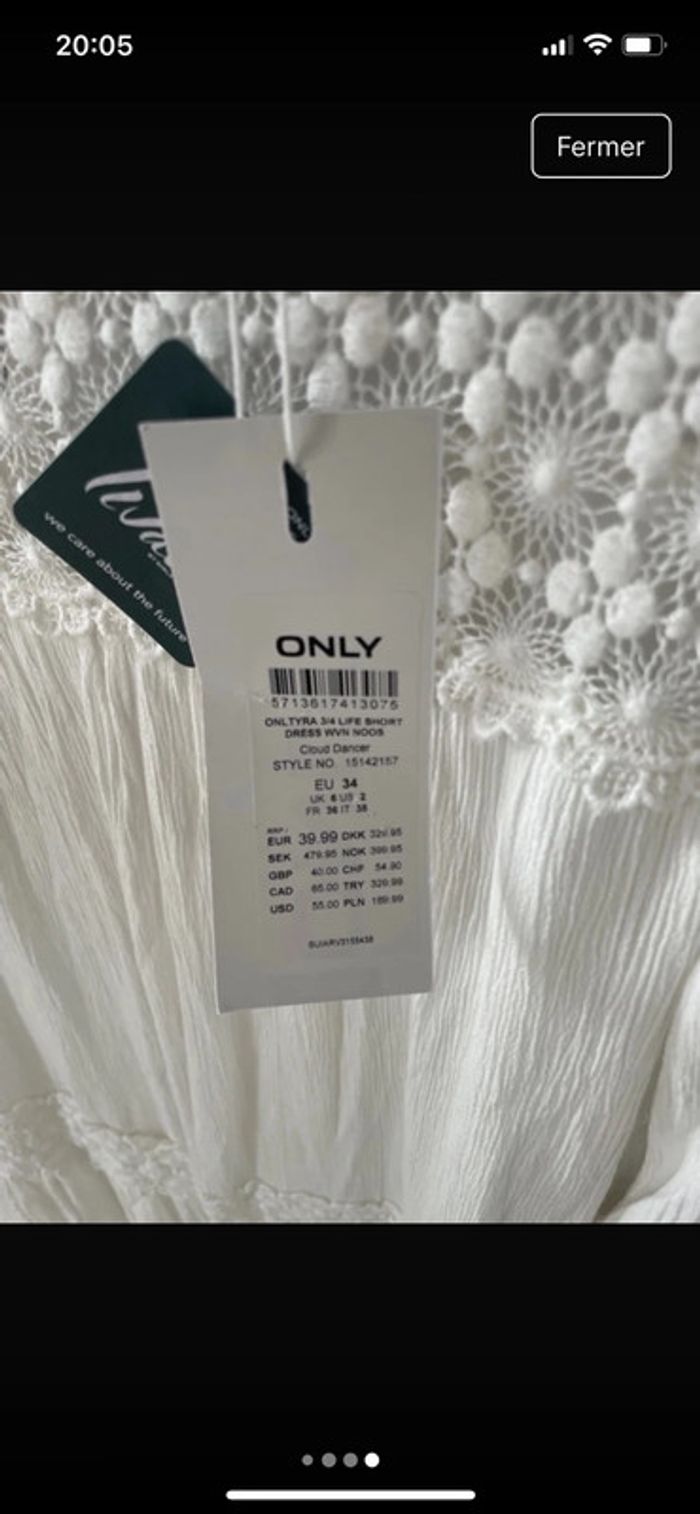 20:05
Fermer
we care about the future
ONLY
5713617413075
ONLTYRA 3/4 LIFE SHORT
DRESS WVN NOOS
Cloud Dancer
STYLE NO. 15142157
EU 34
UK 6 US 2
FR 36 IT 38
RRP /
EUR 39.99 DKK
SEK 479.95 NOK 399.95
GBP 40.00 CHF 54.90
CAD 65.00 TRY 329.99
USD 55.00 PLN 189.99